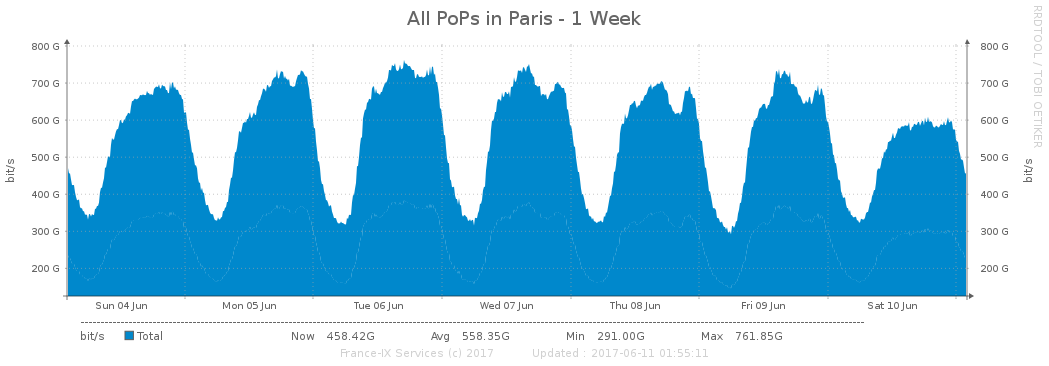 All PoPs in Paris - 1 Week
RRDTOOL / TOBI OETIKER
800 G 800 G
700 G 700 G
600 G 600 G
500 G 500 G
400 G 400 G
300 G 300 G
200 G 200 G
bit/s bit/s
Sun 04 Jun Mon 05 Jun Tue 06 Jun Wed 07 Jun Thu 08 Jun Fri 09 Jun Sat 10 Jun
bit/s Total Now 458.42G Avg 558.35G Min 291.00G Max 761.85G
France-IX Services (c) 2017 Updated : 2017-06-11 01:55:11